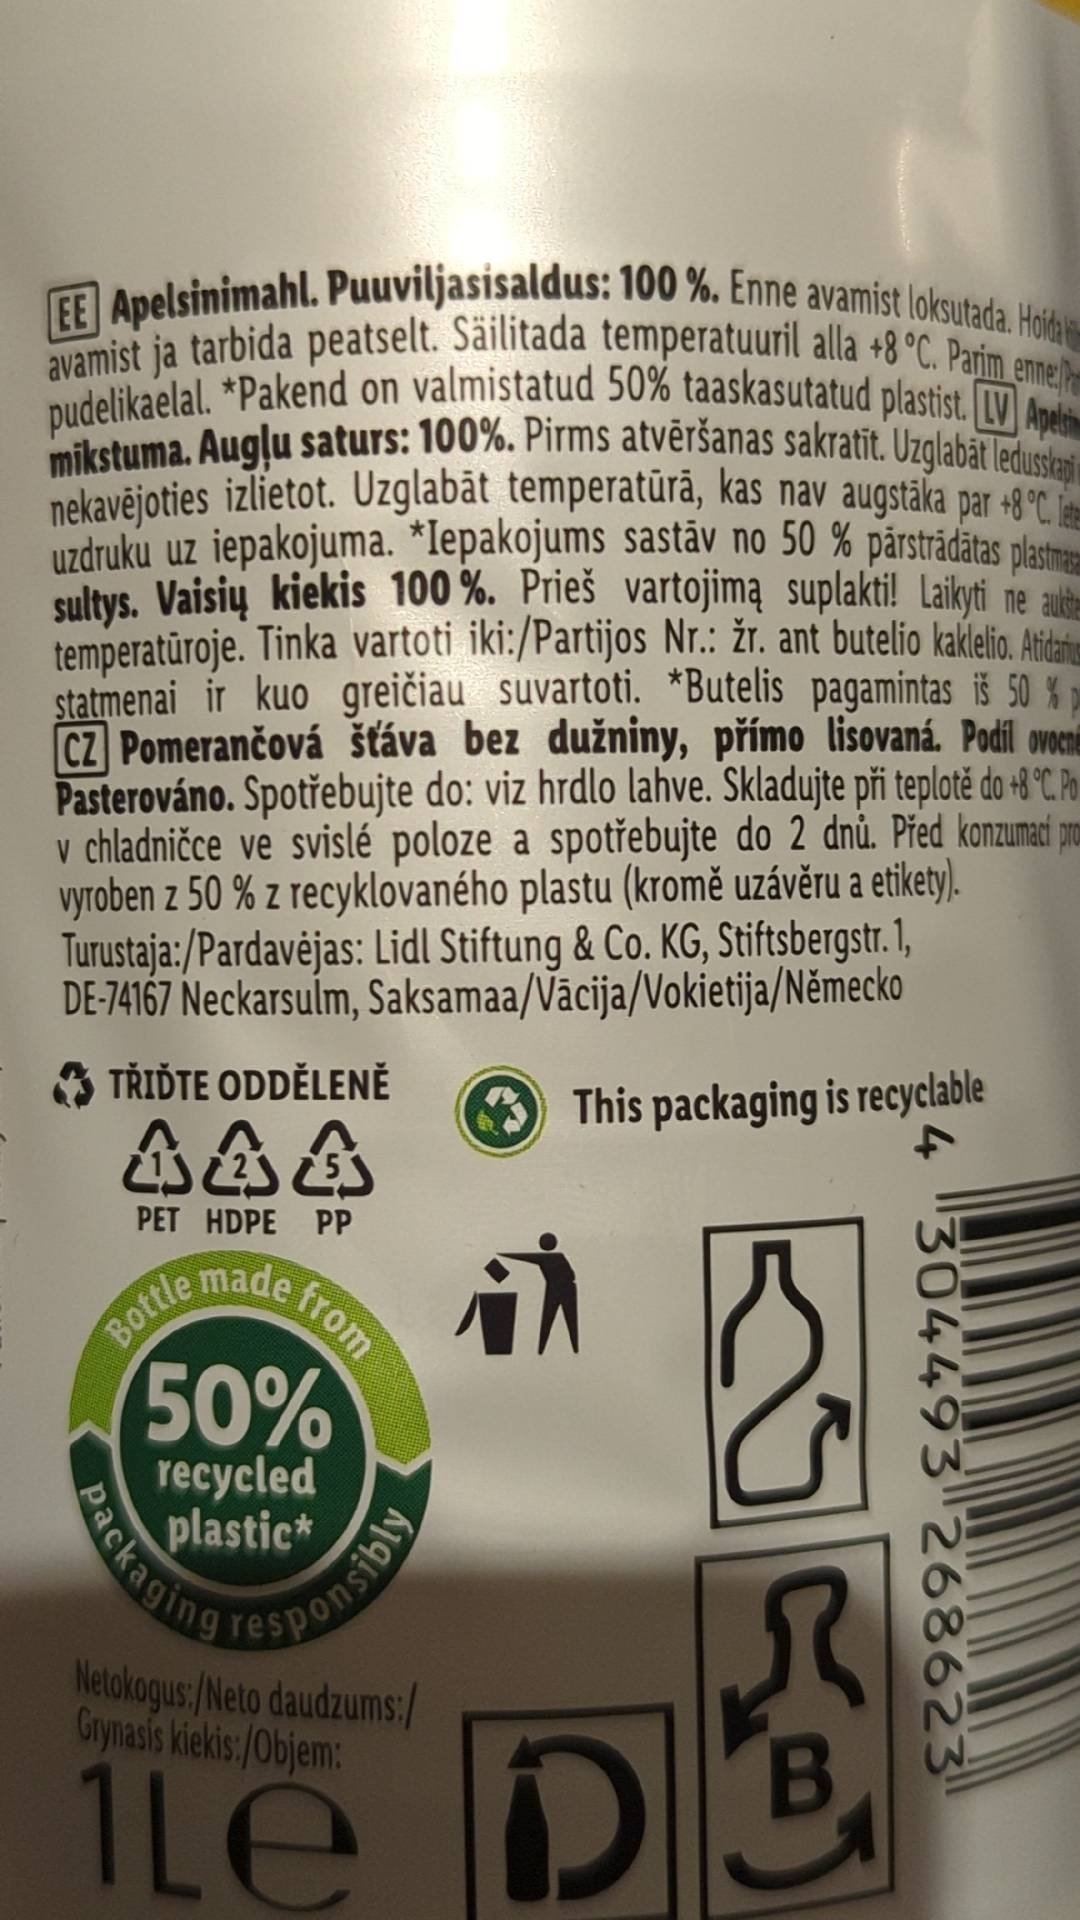 EE Apelsinimahl. Puuviljasisaldus: 100 %. Enne avamist loksutada. Hoida
avamist ja tarbida peatselt. Säilitada temperatuuril alla +8 °C. Parim enne:/
pudelikaelal. *Pakend on valmistatud 50% taaskasutatud plastist. LV
mīkstuma. Augļu saturs: 100%. Pirms atvēršanas sakratīt. Uzglabāt ledusskapī
nekavējoties izlietot. Uzglabāt temperatūrā, kas nav augstāka par +8 °C.
uzdruku uz iepakojuma. *Iepakojums sastāv no 50 % pārstrādātas plastmasas
sultys. Vaisių kiekis 100 %. Prieš vartojimą suplakti! Laikyti ne
temperatūroje. Tinka vartoti iki:/Partijos Nr.: žr. ant butelio kaklelio.
statmenai ir kuo greičiau suvartoti. *Butelis pagamintas iš 50 %
CZ Pomerančová šťáva bez dužniny, přímo lisovaná. Podíl
Pasterováno. Spotřebujte do: viz hrdlo lahve. Skladujte při teplotě do +8 °C. Po
v chladničce ve svislé poloze a spotřebujte do 2 dnů. Před konzumací
vyroben z 50 % z recyklovaného plastu (kromě uzávěru a etikety).
Turustaja:/Pardavėjas: Lidl Stiftung & Co. KG, Stiftsbergstr. 1,
DE-74167 Neckarsulm, Saksamaa/Vācija/Vokietija/Německo
TŘIĎTE ODDĚLENĚ
This packaging is recyclable
1 2 5
PET HDPE PP
Bottle made from
50%
recycled
plastic*
packaging responsibly
4 304493 268623
B
Netokogus:/Neto daudzums:/
Grynasis kiekis:/Objem:
1L e